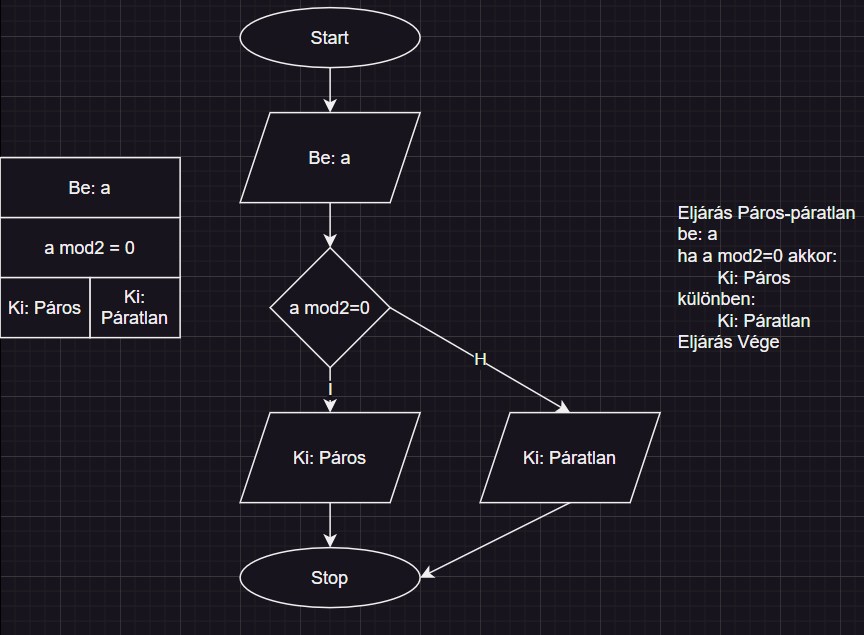 Start
Be: a
a mod2=0
I
H
Ki: Páros
Ki: Páratlan
Stop
Be: a
a mod2 = 0
Ki: Páros
Ki:
Páratlan
Eljárás Páros-páratlan
be: a
ha a mod2=0 akkor:
Ki: Páros
különben:
Ki: Páratlan
Eljárás Vége